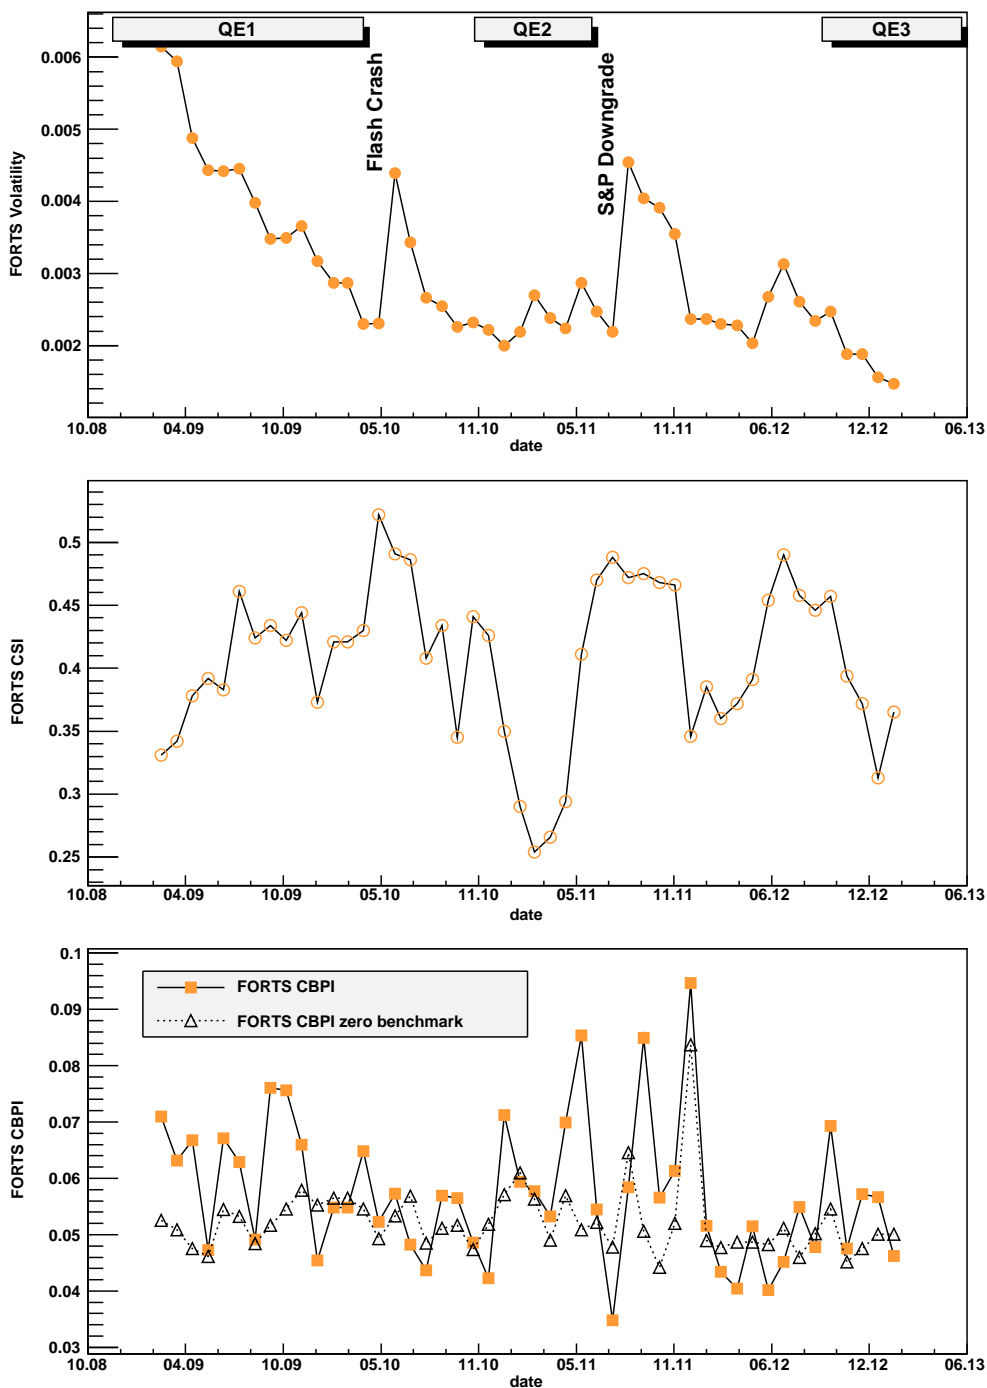 QE1 QE2 QE3
Flash Crash
S&P Downgrade
FORTS Volatility
0.006
0.005
0.004
0.003
0.002
10.08 04.09 10.09 05.10 11.10 05.11 11.11 06.12 12.12 06.13
date
FORTS CSI
0.5
0.45
0.4
0.35
0.3
0.25
10.08 04.09 10.09 05.10 11.10 05.11 11.11 06.12 12.12 06.13
date
FORTS CBPI
0.1
0.09
0.08
0.07
0.06
0.05
0.04
0.03
FORTS CBPI
FORTS CBPI zero benchmark
10.08 04.09 10.09 05.10 11.10 05.11 11.11 06.12 12.12 06.13
date